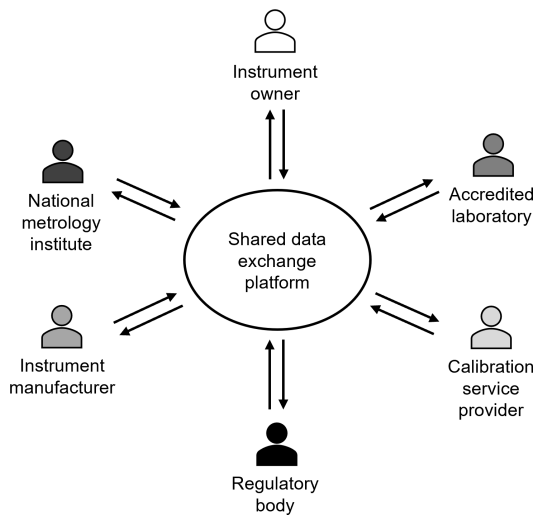 Instrument
owner
National
metrology
institute
Accredited
laboratory
Shared data
exchange
platform
Instrument
manufacturer
Calibration
service
provider
Regulatory
body